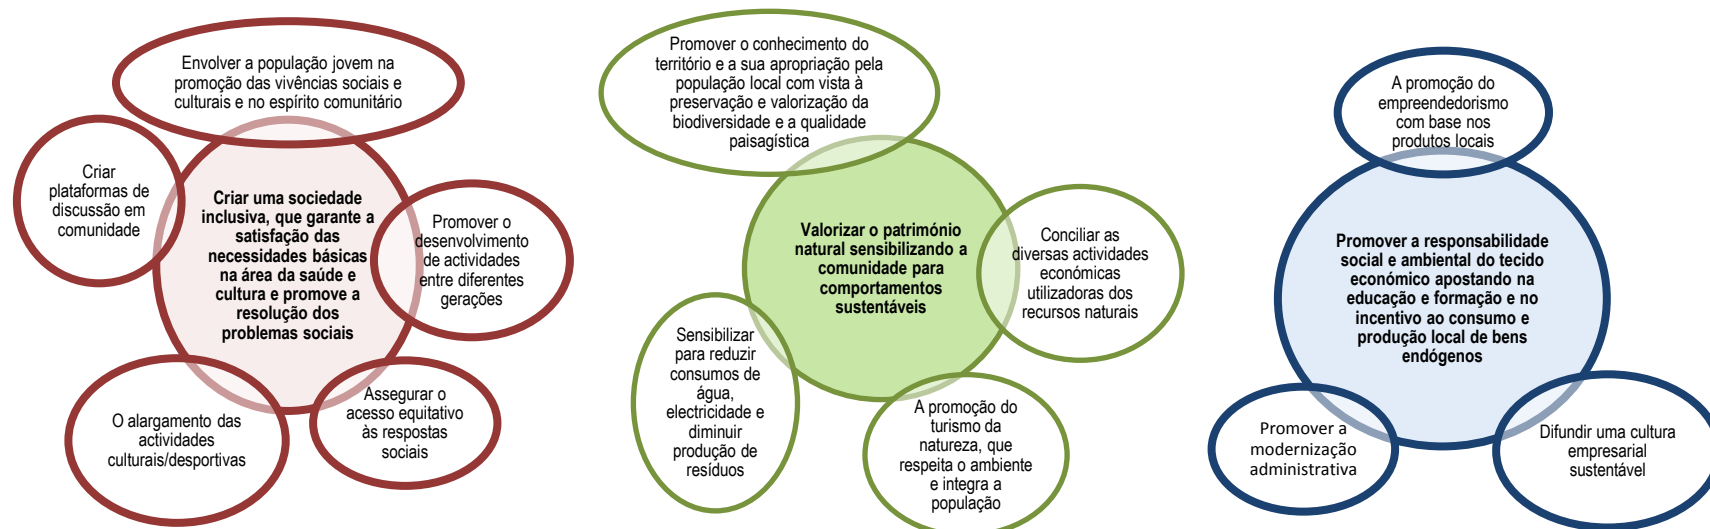 Envolver a população jovem na
promoção das vivências sociais e
culturais e no espírito comunitário
Criar
plataformas de
discussão em
comunidade
Criar uma sociedade
inclusiva, que garante a
satisfação das
necessidades básicas
na área da saúde e
cultura e promove a
resolução dos
problemas sociais
Promover o
desenvolvimento
de actividades
entre diferentes
gerações
O alargamento das
actividades
culturais/desportivas
Assegurar o
acesso equitativo
às respostas
sociais
Promover o conhecimento do
território e a sua apropriação pela
população local com vista à
preservação e valorização da
biodiversidade e a qualidade
paisagística
Valorizar o património
natural sensibilizando a
comunidade para
comportamentos
sustentáveis
Conciliar as
diversas actividades
económicas
utilizadoras dos
recursos naturais
Sensibilizar
para reduzir
consumos de
água,
electricidade e
diminuir
produção de
resíduos
A promoção do
turismo da
natureza, que
respeita o ambiente
e integra a
população
A promoção do
empreendedorismo
com base nos
produtos locais
Promover a responsabilidade
social e ambiental do tecido
económico apostando na
educação e formação e no
incentivo ao consumo e
produção local de bens
endógenos
Promover a
modernização
administrativa
Difundir uma cultura
empresarial
sustentável